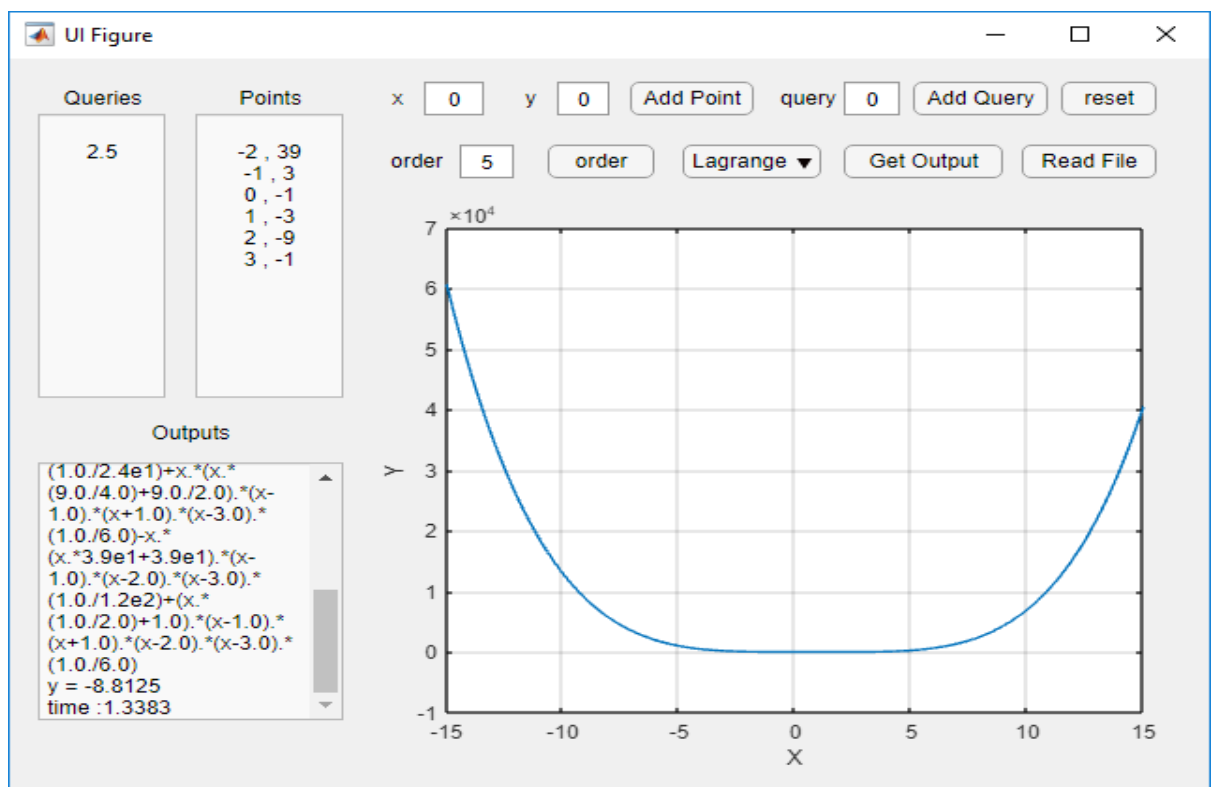 UI Figure
Queries
Points
x 0 y 0 Add Point query 0 Add Query reset
order 5 order Lagrange Get Output Read File
2.5
-2 , 39
-1 , 3
0 , -1
1 , -3
2 , -9
3 , -1
Outputs
(1.0./2.4e1)+x.*(x.*
(9.0./4.0)+9.0./2.0).*(x-
1.0).*(x+1.0).*(x-3.0).*
(1.0./6.0)-x.*
(x.*3.9e1+3.9e1).*(x-
1.0).*(x-2.0).*(x-3.0).*
(1.0./1.2e2)+(x.*
(1.0./2.0)+1.0).*(x-1.0).*
(x+1.0).*(x-2.0).*(x-3.0).*
(1.0./6.0)
y = -8.8125
time :1.3383
×10⁴
7
6
5
4
3
2
1
0
-1
Y
-15 -10 -5 0 5 10 15
X